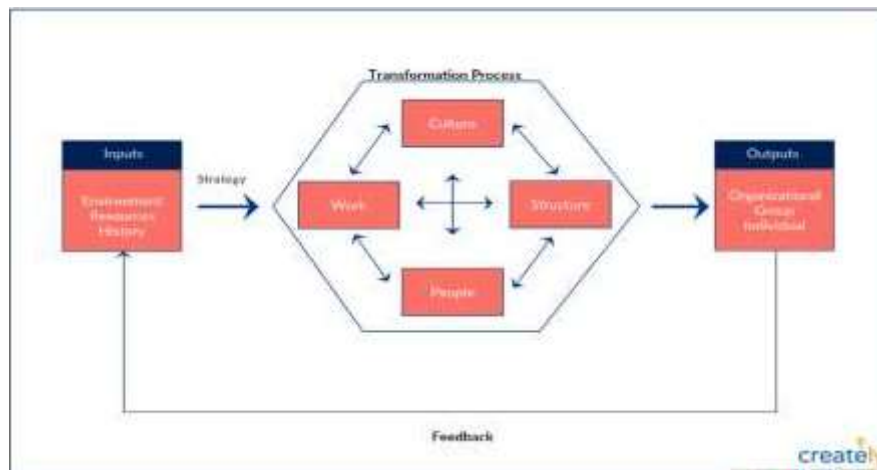 Transformation Process
Culture
Inputs
Outputs
Strategy
Environment
Resources
History
Work
Structure
Organizational
Group
Individual
People
Feedback
creately